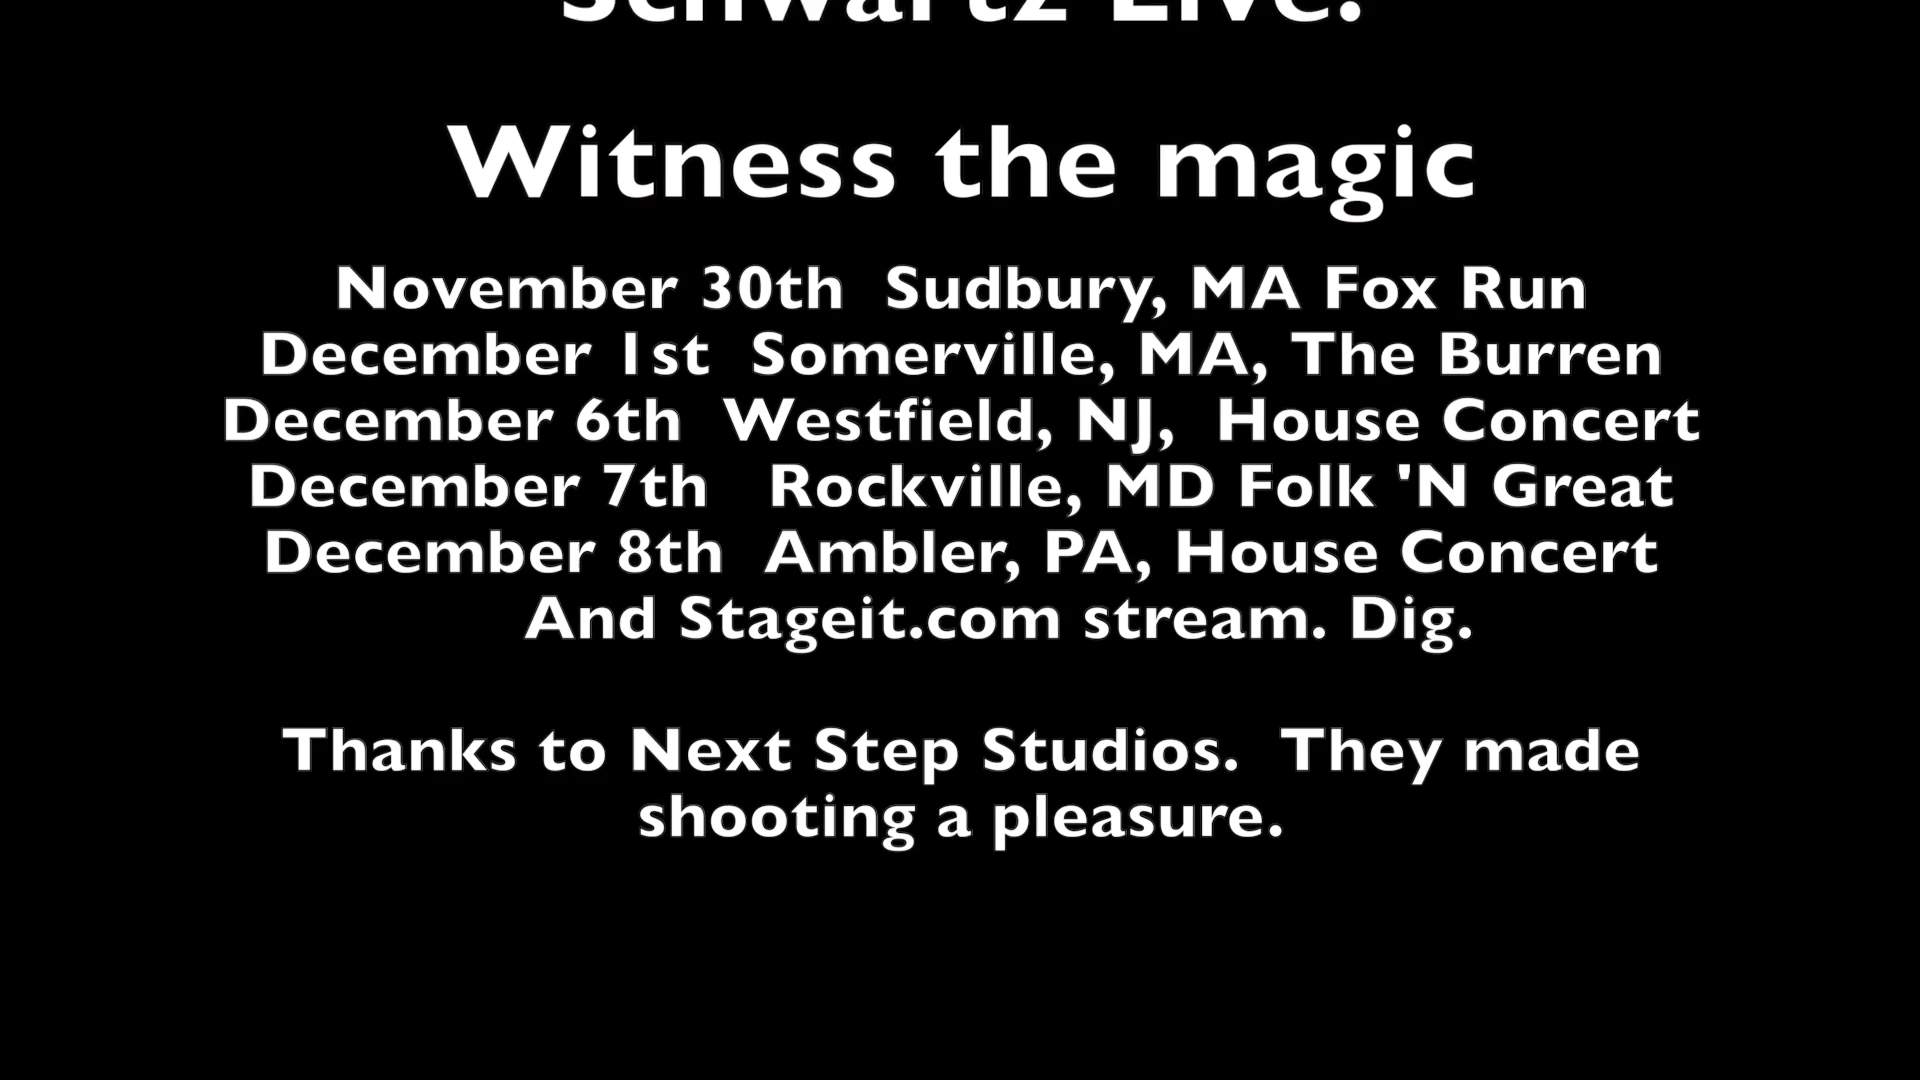 Schwartz Live!
Witness the magic
November 30th Sudbury, MA Fox Run
December 1st Somerville, MA, The Burren
December 6th Westfield, NJ, House Concert
December 7th Rockville, MD Folk 'N Great
December 8th Ambler, PA, House Concert
And Stageit.com stream. Dig.
Thanks to Next Step Studios. They made
shooting a pleasure.